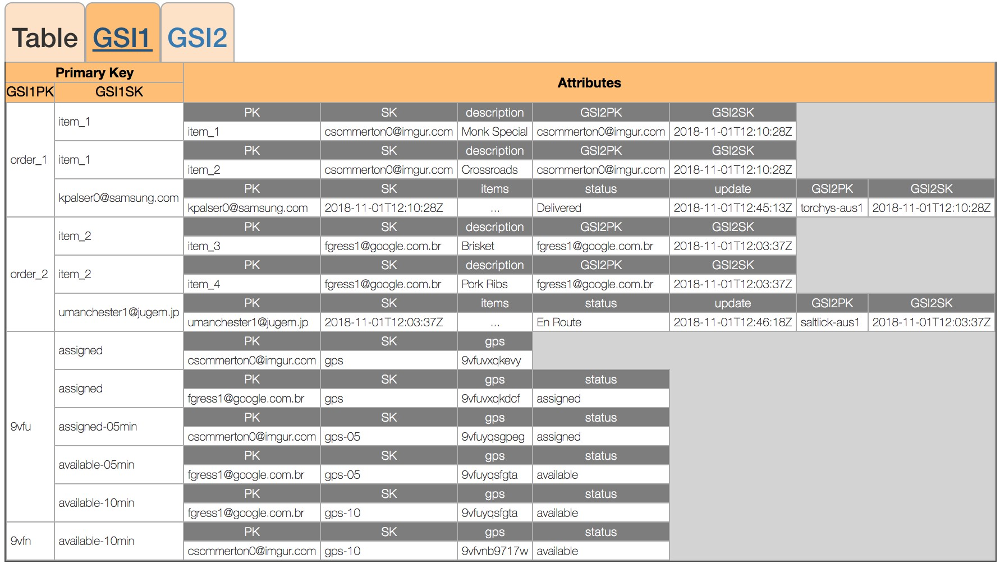 Table GSI1 GSI2
Primary Key Attributes
GSI1PK GSI1SK
PK SK description GSI2PK GSI2SK
order_1 item_1 item_1 csommerton0@imgur.com Monk Special csommerton0@imgur.com 2018-11-01T12:10:28Z
PK SK description GSI2PK GSI2SK
item_1 item_2 csommerton0@imgur.com Crossroads csommerton0@imgur.com 2018-11-01T12:10:28Z
PK SK items status update GSI2PK GSI2SK
kpalser0@samsung.com kpalser0@samsung.com 2018-11-01T12:10:28Z ... Delivered 2018-11-01T12:45:13Z torchys-aus1 2018-11-01T12:10:28Z
PK SK description GSI2PK GSI2SK
order_2 item_2 item_3 fgress1@google.com.br Brisket fgress1@google.com.br 2018-11-01T12:03:37Z
PK SK description GSI2PK GSI2SK
item_2 item_4 fgress1@google.com.br Pork Ribs fgress1@google.com.br 2018-11-01T12:03:37Z
PK SK items status update GSI2PK GSI2SK
umanchester1@jugem.jp umanchester1@jugem.jp 2018-11-01T12:03:37Z ... En Route 2018-11-01T12:46:18Z saltlick-aus1 2018-11-01T12:03:37Z
PK SK gps
9vfu assigned csommerton0@imgur.com gps 9vfuvxqkevy
PK SK gps status
assigned fgress1@google.com.br gps 9vfuvxqkdcf assigned
PK SK gps status
assigned-05min csommerton0@imgur.com gps-05 9vfuyqsgpeg assigned
PK SK gps status
available-05min fgress1@google.com.br gps-05 9vfuyqsfgta available
PK SK gps status
available-10min fgress1@google.com.br gps-10 9vfuyqsfgta available
PK SK gps status
9vfn available-10min csommerton0@imgur.com gps-10 9vfvnb9717w available